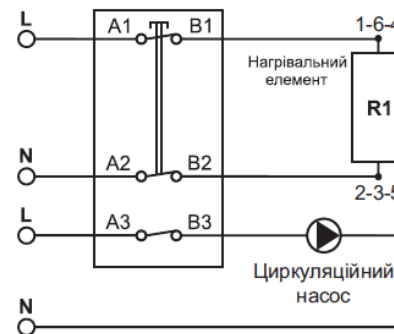 L A1 B1 1-6-4
Нагрівальний
елемент
R1
N A2 B2 2-3-5
L A3 B3
Циркуляційний
насос
N